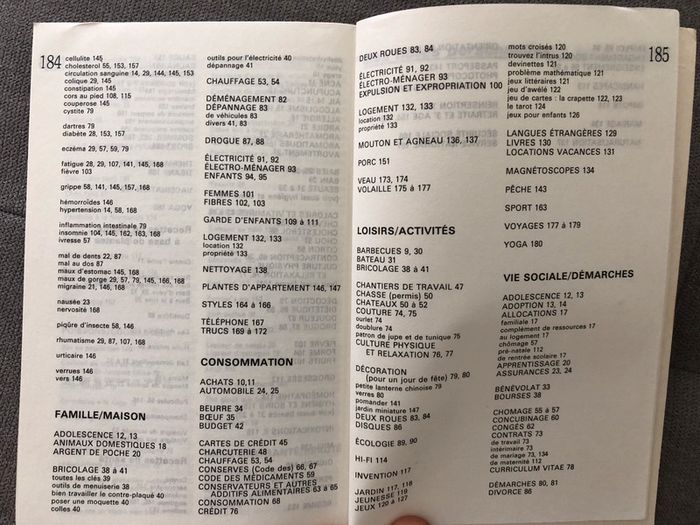 184
cellulite 145
cholesterol 55, 153, 157
circulation sanguine 14, 29, 144, 145, 153
colique 29, 145
constipation 145
cors au pied 108, 115
couperose 145
cystite 79
dartres 79
diabète 28, 153, 157
eczéma 29, 57, 59, 79
fatigue 28, 29, 107, 141, 145, 168
fièvre 103
grippe 58, 141, 145, 157, 168
hémorroïdes 146
hypertension 14, 58, 168
inflammation intestinale 79
insomnie 104, 145, 162, 163, 168
ivresse 57
mal de dents 22, 87
mal au dos 87
maux d'estomac 145, 168
maux de gorge 29, 57, 79, 145, 166, 168
migraine 21, 146, 168
nausée 23
nervosité 168
piqûre d'insecte 58, 146
rhumatisme 29, 87, 107, 168
urticaire 146
verrues 146
vers 146
FAMILLE/MAISON
ADOLESCENCE 12, 13
ANIMAUX DOMESTIQUES 18
ARGENT DE POCHE 20
BRICOLAGE 38 à 41
toutes les clés 39
outils de menuiserie 38
bien travailler le contre-plaqué 40
poser une moquette 40
colles 40
outils pour l'électricité 40
dépannage 41
CHAUFFAGE 53, 54
DÉMÉNAGEMENT 82
DÉPANNAGE 83
de véhicules 83
divers 41, 83
DROGUE 87, 88
ÉLECTRICITÉ 91, 92
ÉLECTRO-MÉNAGER 93
ENFANTS 94, 95
FEMMES 101
FIBRES 102, 103
GARDE D'ENFANTS 109 à 111
LOGEMENT 132, 133
location 132
propriété 133
NETTOYAGE 138
PLANTES D'APPARTEMENT 146, 147
STYLES 164 à 166
TÉLÉPHONE 167
TRUCS 169 à 172
CONSOMMATION
ACHATS 10,11
AUTOMOBILE 24, 25
BEURRE 34
BŒUF 35
BUDGET 42
CARTES DE CRÉDIT 45
CHARCUTERIE 48
CHAUFFAGE 53, 54
CONSERVES (Code des) 66, 67
CODE DES MÉDICAMENTS 59
CONSERVATEURS ET AUTRES
ADDITIFS ALIMENTAIRES 63 à 65
CONSOMMATION 68
CRÉDIT 76
DEUX ROUES 83, 84
ÉLECTRICITÉ 91, 92
ÉLECTRO-MÉNAGER 93
EXPULSION ET EXPROPRIATION 100
LOGEMENT 132, 133
location 132
propriété 133
MOUTON ET AGNEAU 136, 137
PORC 151
VEAU 173, 174
VOLAILLE 175 à 177
LOISIRS/ACTIVITÉS
BARBECUES 9, 30
BATEAU 31
BRICOLAGE 38 à 41
CHANTIERS DE TRAVAIL 47
CHASSE (permis) 50
CHATEAUX 50 à 52
COUTURE 74, 75
ourlet 74
doublure 74
patron de jupe et de tunique 75
CULTURE PHYSIQUE
ET RELAXATION 76, 77
DÉCORATION
(pour un jour de fête) 79, 80
petite lanterne chinoise 79
verres 80
pomander 141
jardin miniature 147
DEUX ROUES 83, 84
DISQUES 86
ÉCOLOGIE 89, 90
HI-FI 114
INVENTION 117
JARDIN 117, 118
JEUNESSE 119
JEUX 120 à 127
185
mots croisés 120
trouvez l'intrus 120
devinettes 121
problème mathématique 121
jeux littéraires 121
jeu d'awélé 122
jeu de cartes : la crapette 122, 123
le tarot 124
jeux pour enfants 126
LANGUES ÉTRANGÈRES 129
LIVRES 130
LOCATIONS VACANCES 131
MAGNÉTOSCOPES 134
PÊCHE 143
SPORT 163
VOYAGES 177 à 179
YOGA 180
VIE SOCIALE/DÉMARCHES
ADOLESCENCE 12, 13
ADOPTION 13, 14
ALLOCATIONS 17
familiale 17
complément de ressources 17
au logement 17
chômage 57
pré-natale 112
de rentrée scolaire 17
APPRENTISSAGE 20
ASSURANCES 23, 24
BÉNÉVOLAT 33
BOURSES 38
CHOMAGE 55 à 57
CONCUBINAGE 60
CONGÉS 62
CONTRATS 73
de travail 73
intérimaire 73
de mariage 73, 134
de maternité 112
CURRICULUM VITAE 78
DÉMARCHES 80, 81
DIVORCE 86